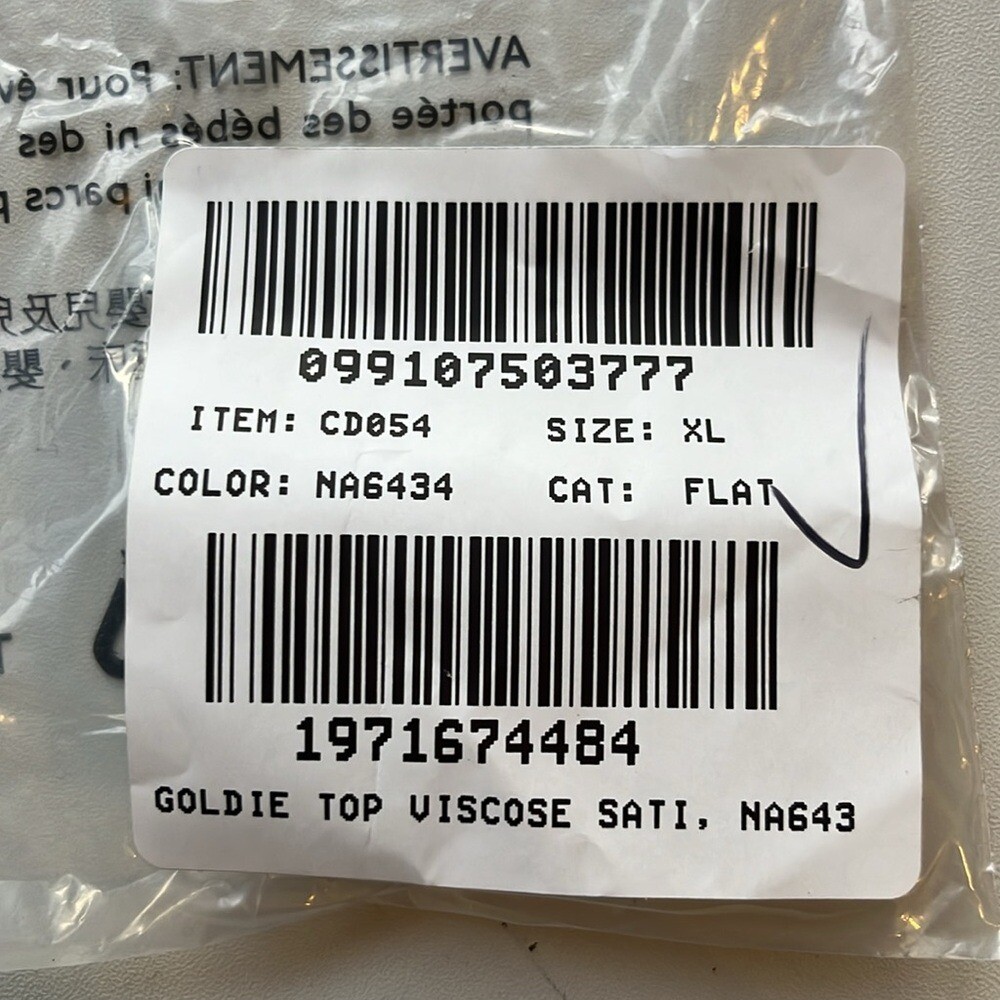 AVERTISSEMENT: Pour év
portée des bébés ni des
ni parcs p
099107503777
ITEM: CD054 SIZE: XL
COLOR: NA6434 CAT: FLAT
1971674484
GOLDIE TOP VISCOSE SATI, NA643